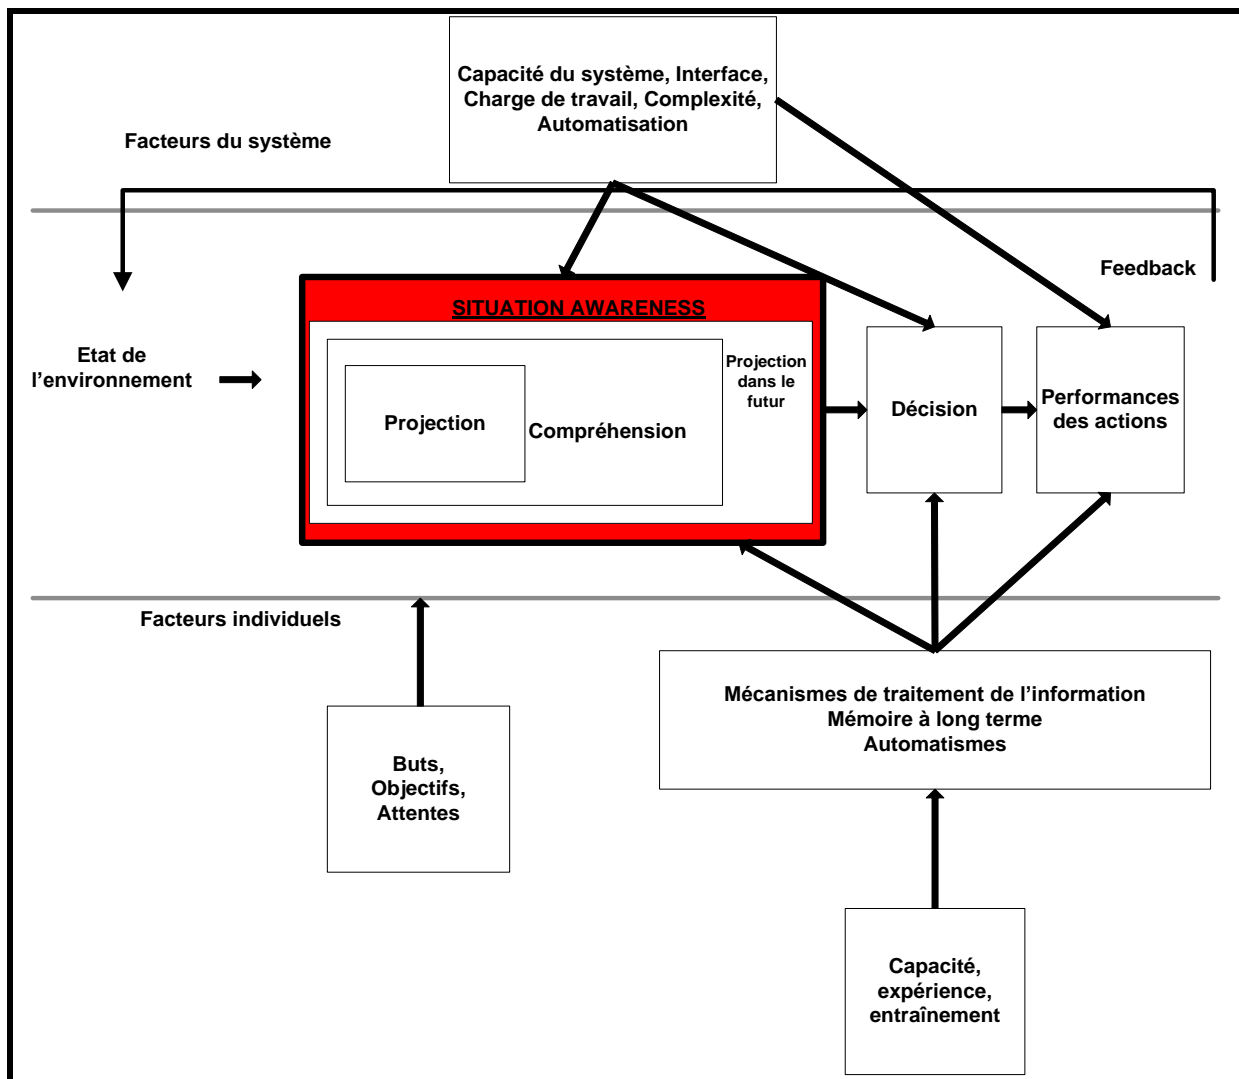 Capacité du système, Interface,
Charge de travail, Complexité,
Automatisation
Facteurs du système
Feedback
SITUATION AWARENESS
Etat de
l’environnement
Projection
Compréhension
Projection
dans le
futur
Décision
Performances
des actions
Facteurs individuels
Mécanismes de traitement de l’information
Mémoire à long terme
Automatismes
Buts,
Objectifs,
Attentes
Capacité,
expérience,
entraînement